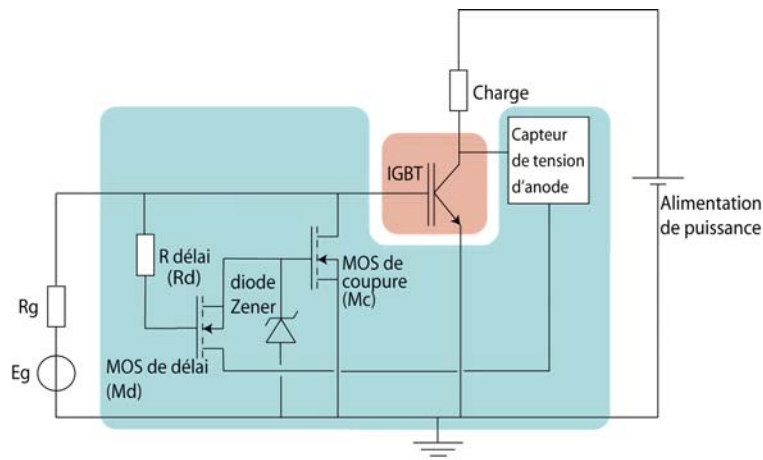 Charge
Capteur
de tension
d'anode
IGBT
Alimentation
de puissance
R délai
(Rd)
diode
Zener
MOS de
coupure
(Mc)
Rg
Eg
MOS de délai
(Md)